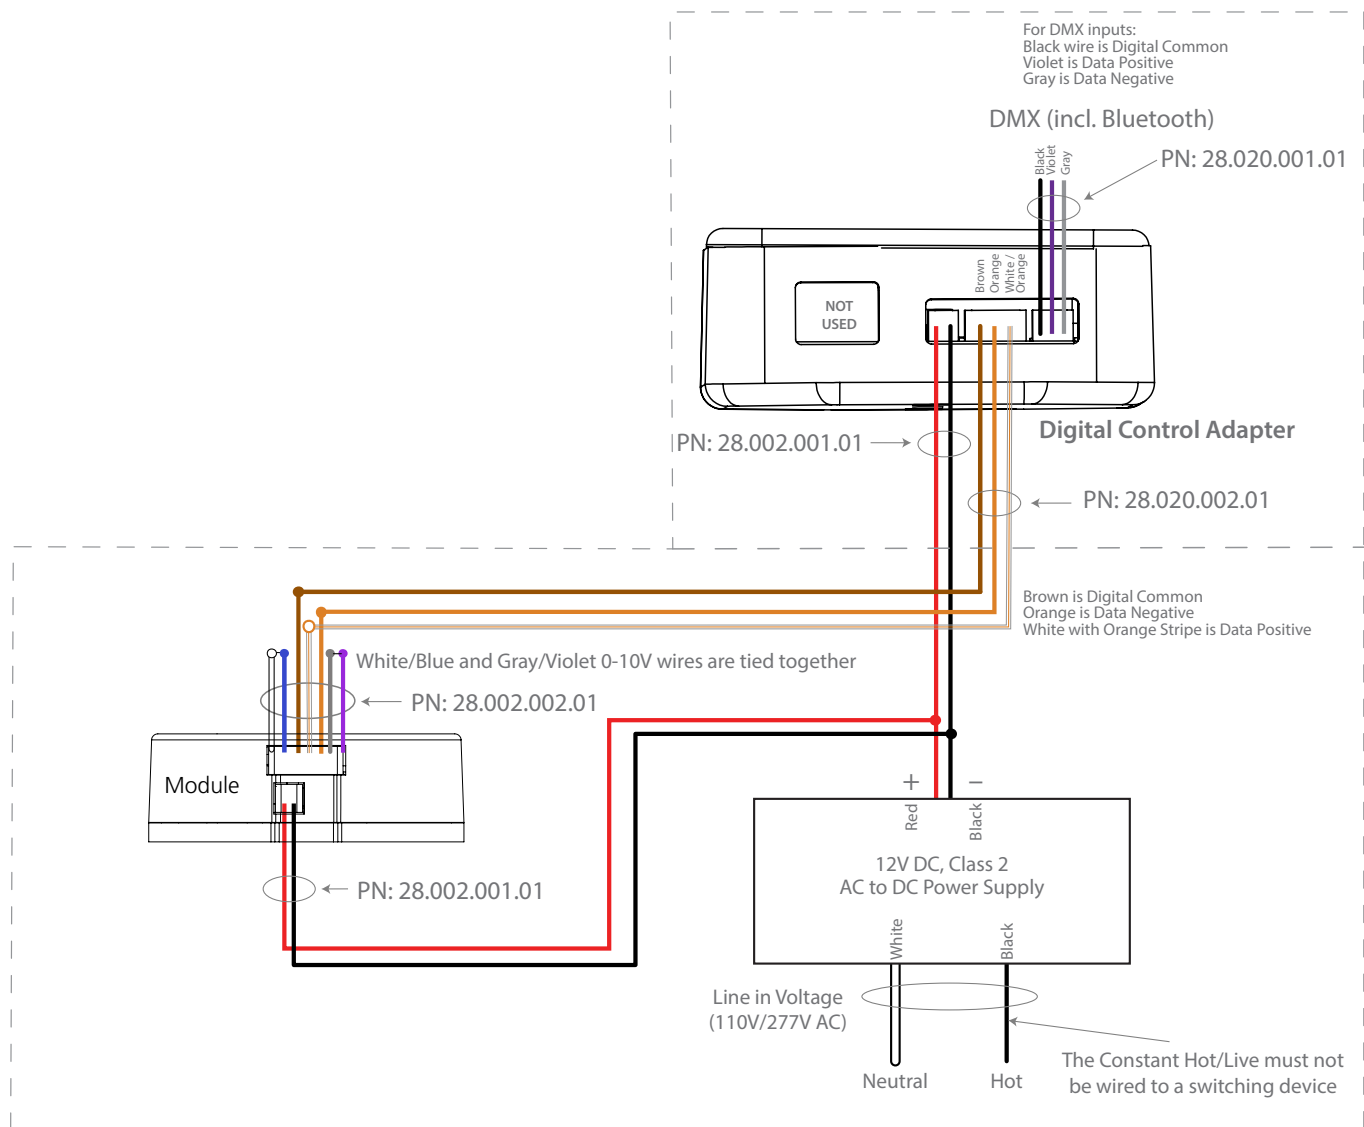 For DMX inputs:
Black wire is Digital Common
Violet is Data Positive
Gray is Data Negative
DMX (incl. Bluetooth)
PN: 28.020.001.01
Black
Violet
Gray
Brown
Orange
White /
Orange
NOT
USED
Digital Control Adapter
PN: 28.002.001.01
PN: 28.020.002.01
Brown is Digital Common
Orange is Data Negative
White with Orange Stripe is Data Positive
White/Blue and Gray/Violet 0-10V wires are tied together
PN: 28.002.002.01
Module
PN: 28.002.001.01
+
–
Red
Black
12V DC, Class 2
AC to DC Power Supply
White
Black
Line in Voltage
(110V/277V AC)
Neutral
Hot
The Constant Hot/Live must not
be wired to a switching device